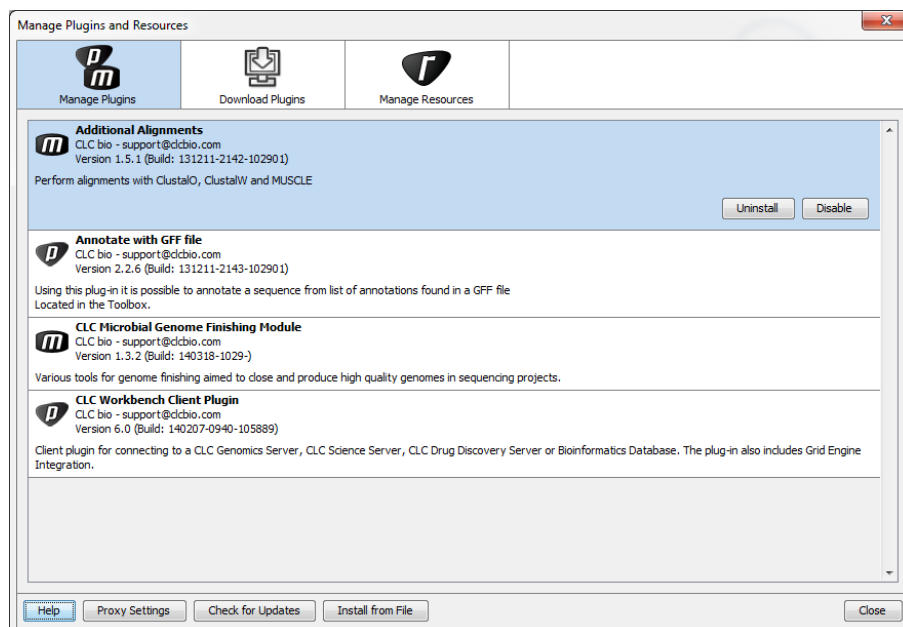 Manage Plugins and Resources
Manage Plugins
Download Plugins
Manage Resources
Additional Alignments
CLC bio - support@clcbio.com
Version 1.5.1 (Build: 131211-2142-102901)
Perform alignments with ClustalO, ClustalW and MUSCLE
Uninstall
Disable
Annotate with GFF file
CLC bio - support@clcbio.com
Version 2.2.6 (Build: 131211-2143-102901)
Using this plug-in it is possible to annotate a sequence from list of annotations found in a GFF file
Located in the Toolbox.
CLC Microbial Genome Finishing Module
CLC bio - support@clcbio.com
Version 1.3.2 (Build: 140318-1029-)
Various tools for genome finishing aimed to close and produce high quality genomes in sequencing projects.
CLC Workbench Client Plugin
CLC bio - support@clcbio.com
Version 6.0 (Build: 140207-0940-105889)
Client plugin for connecting to a CLC Genomics Server, CLC Science Server, CLC Drug Discovery Server or Bioinformatics Database. The plug-in also includes Grid Engine
Integration.
Help
Proxy Settings
Check for Updates
Install from File
Close